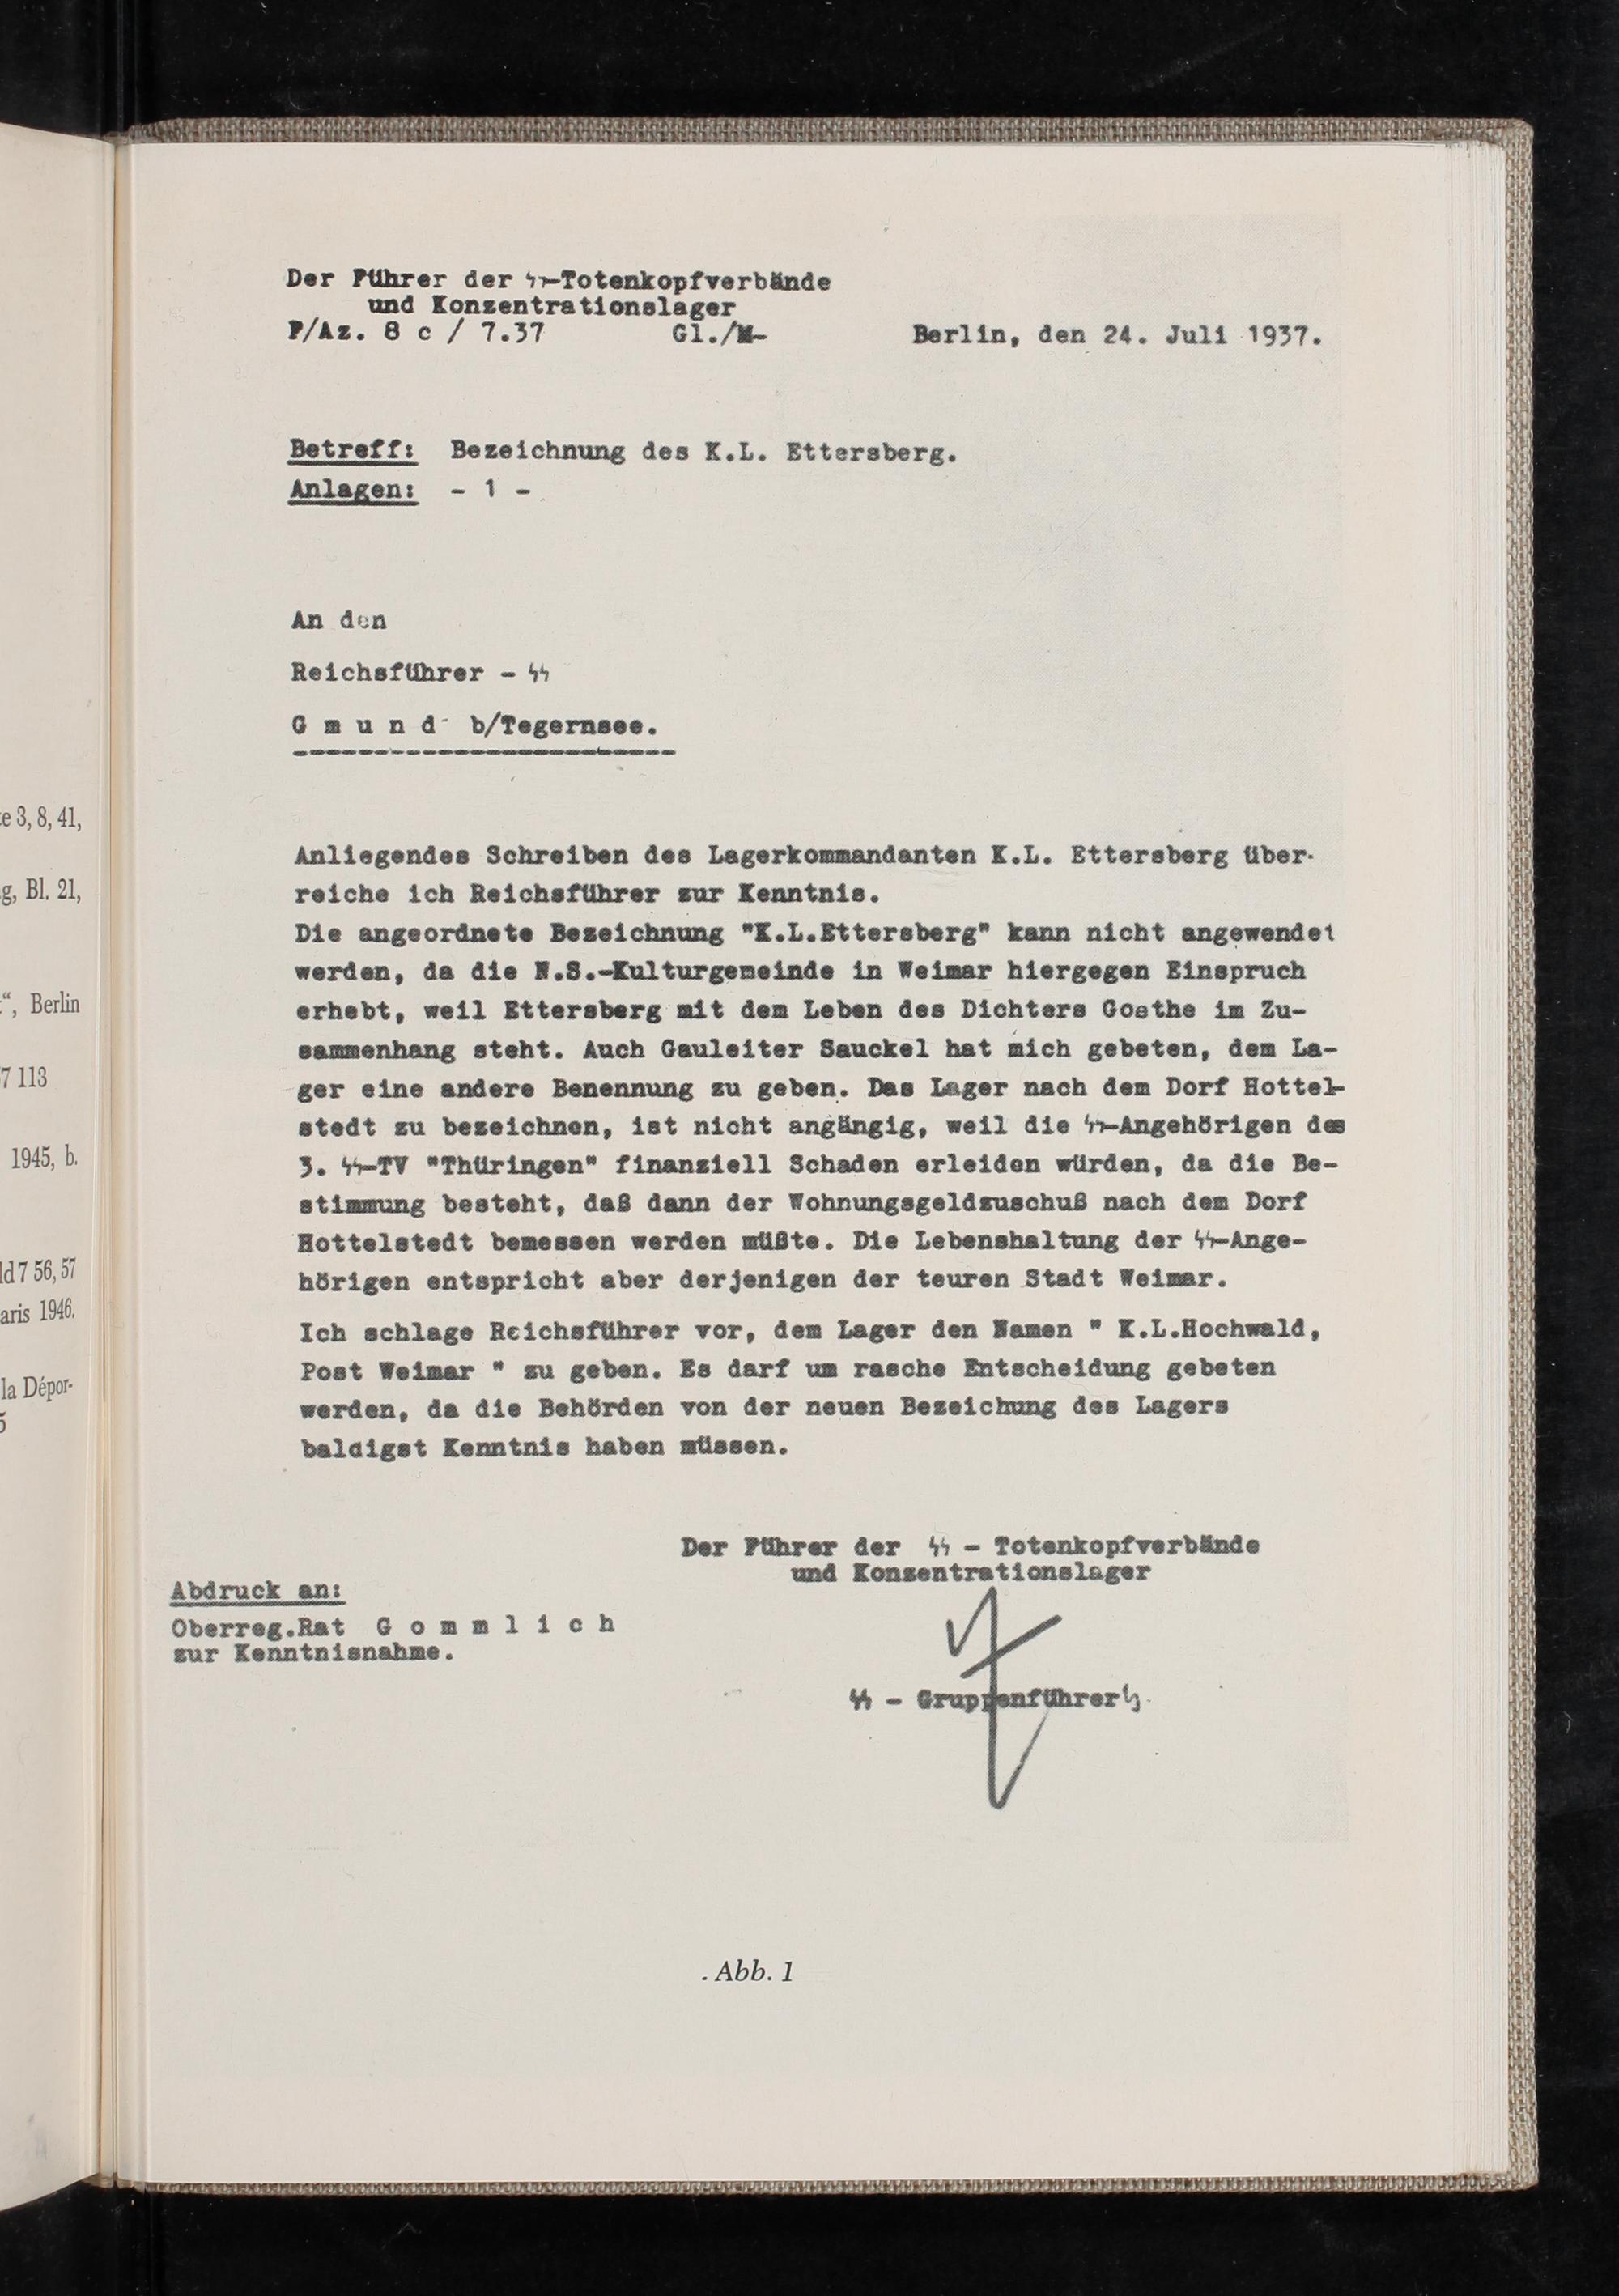 Der Führer der ᛋᛋ-Totenkopfverbände
und Konzentrationslager
F/Az. 8 c / 7.37 Gl./M- Berlin, den 24. Juli 1937.
Betreff: Bezeichnung des K.L. Ettersberg.
Anlagen: - 1 -
An den
Reichsführer - ᛋᛋ
G m u n d b/Tegernsee.
Anliegendes Schreiben des Lagerkommandanten K.L. Ettersberg über-
reiche ich Reichsführer zur Kenntnis.
Die angeordnete Bezeichnung "K.L.Ettersberg" kann nicht angewendet
werden, da die N.S.-Kulturgemeinde in Weimar hiergegen Einspruch
erhebt, weil Ettersberg mit dem Leben des Dichters Goethe im Zu-
sammenhang steht. Auch Gauleiter Sauckel hat mich gebeten, dem La-
ger eine andere Benennung zu geben. Das Lager nach dem Dorf Hottel-
stedt zu bezeichnen, ist nicht angängig, weil die ᛋᛋ-Angehörigen des
3. ᛋᛋ-TV "Thüringen" finanziell Schaden erleiden würden, da die Be-
stimmung besteht, daß dann der Wohnungsgeldzuschuß nach dem Dorf
Hottelstedt bemessen werden müßte. Die Lebenshaltung der ᛋᛋ-Ange-
hörigen entspricht aber derjenigen der teuren Stadt Weimar.
Ich schlage Reichsführer vor, dem Lager den Namen " K.L.Hochwald,
Post Weimar " zu geben. Es darf um rasche Entscheidung gebeten
werden, da die Behörden von der neuen Bezeichung des Lagers
baldigst Kenntnis haben müssen.
Der Führer der ᛋᛋ - Totenkopfverbände
und Konzentrationslager
Abdruck an:
Oberreg.Rat G o m m l i c h
zur Kenntnisnahme.
ᛋᛋ - Gruppenführer
. Abb. 1
e 3, 8, 41,
g, Bl. 21,
“, Berlin
7 113
1945, b.
ld 7 56, 57
aris 1946.
la Dépor-
5